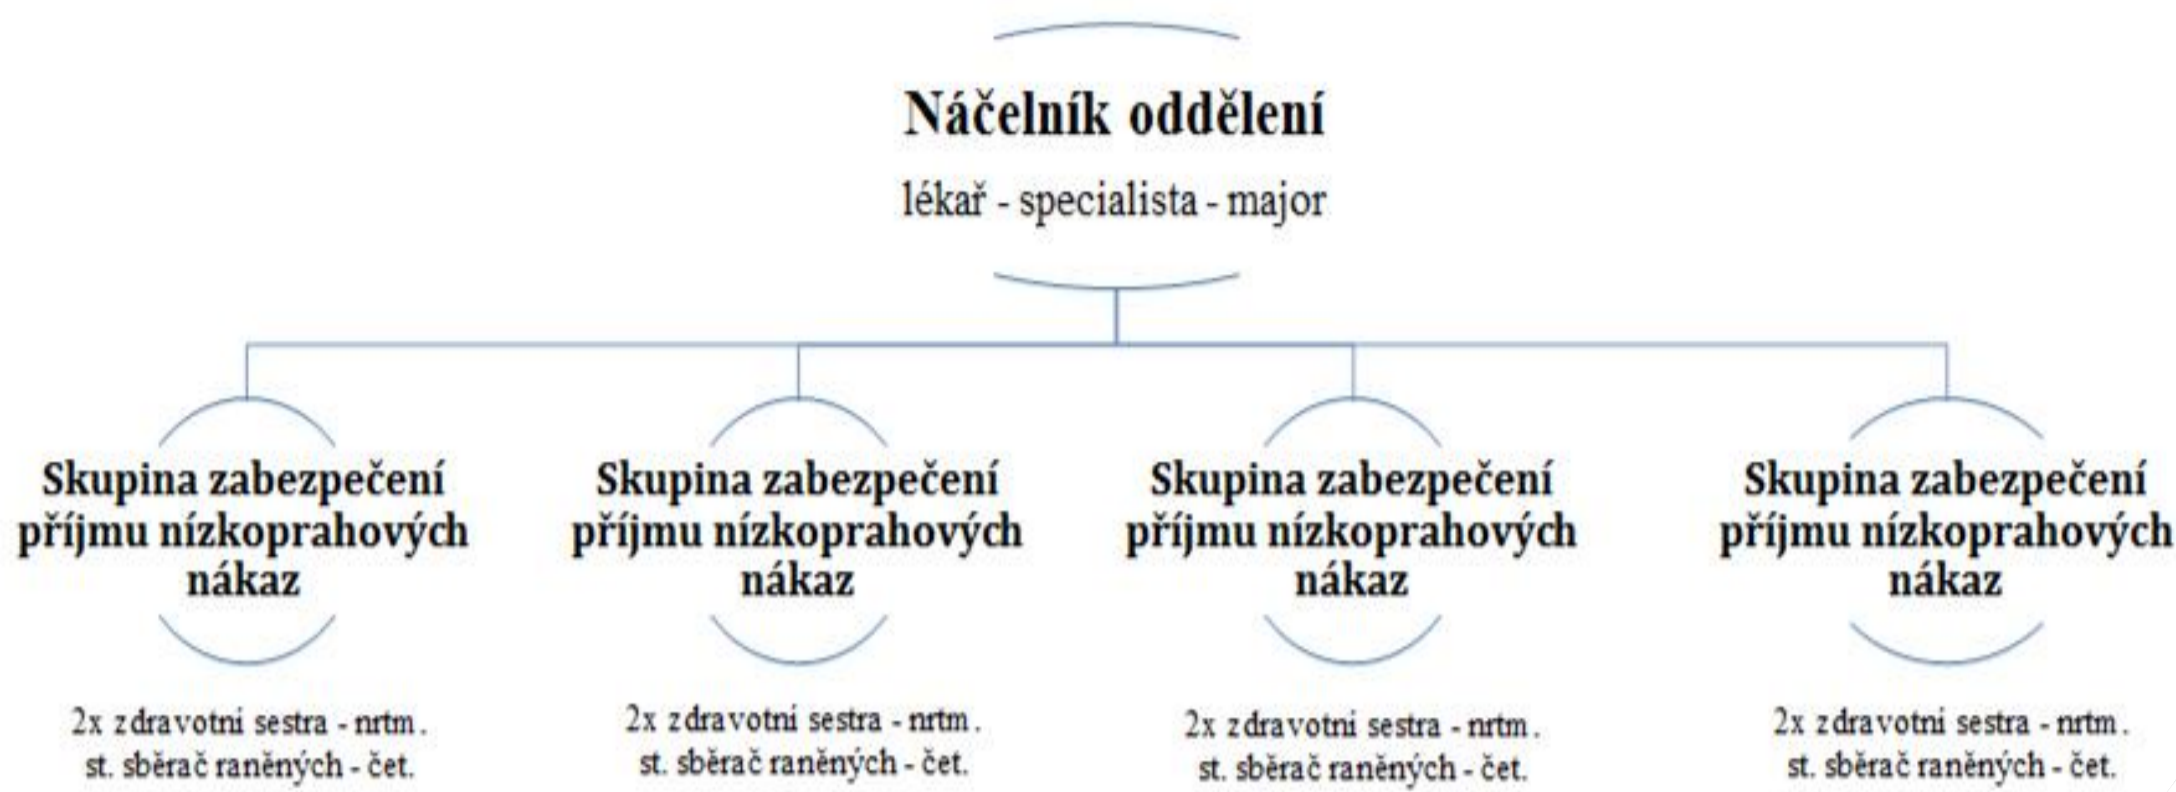 Náčelník oddělení
lékař - specialista - major
Skupina zabezpečení
příjmu nízkoprahových
nákaz
2x zdravotní sestra - nrtm.
st. sběrač raněných - čet.
Skupina zabezpečení
příjmu nízkoprahových
nákaz
2x zdravotní sestra - nrtm.
st. sběrač raněných - čet.
Skupina zabezpečení
příjmu nízkoprahových
nákaz
2x zdravotní sestra - nrtm.
st. sběrač raněných - čet.
Skupina zabezpečení
příjmu nízkoprahových
nákaz
2x zdravotní sestra - nrtm.
st. sběrač raněných - čet.